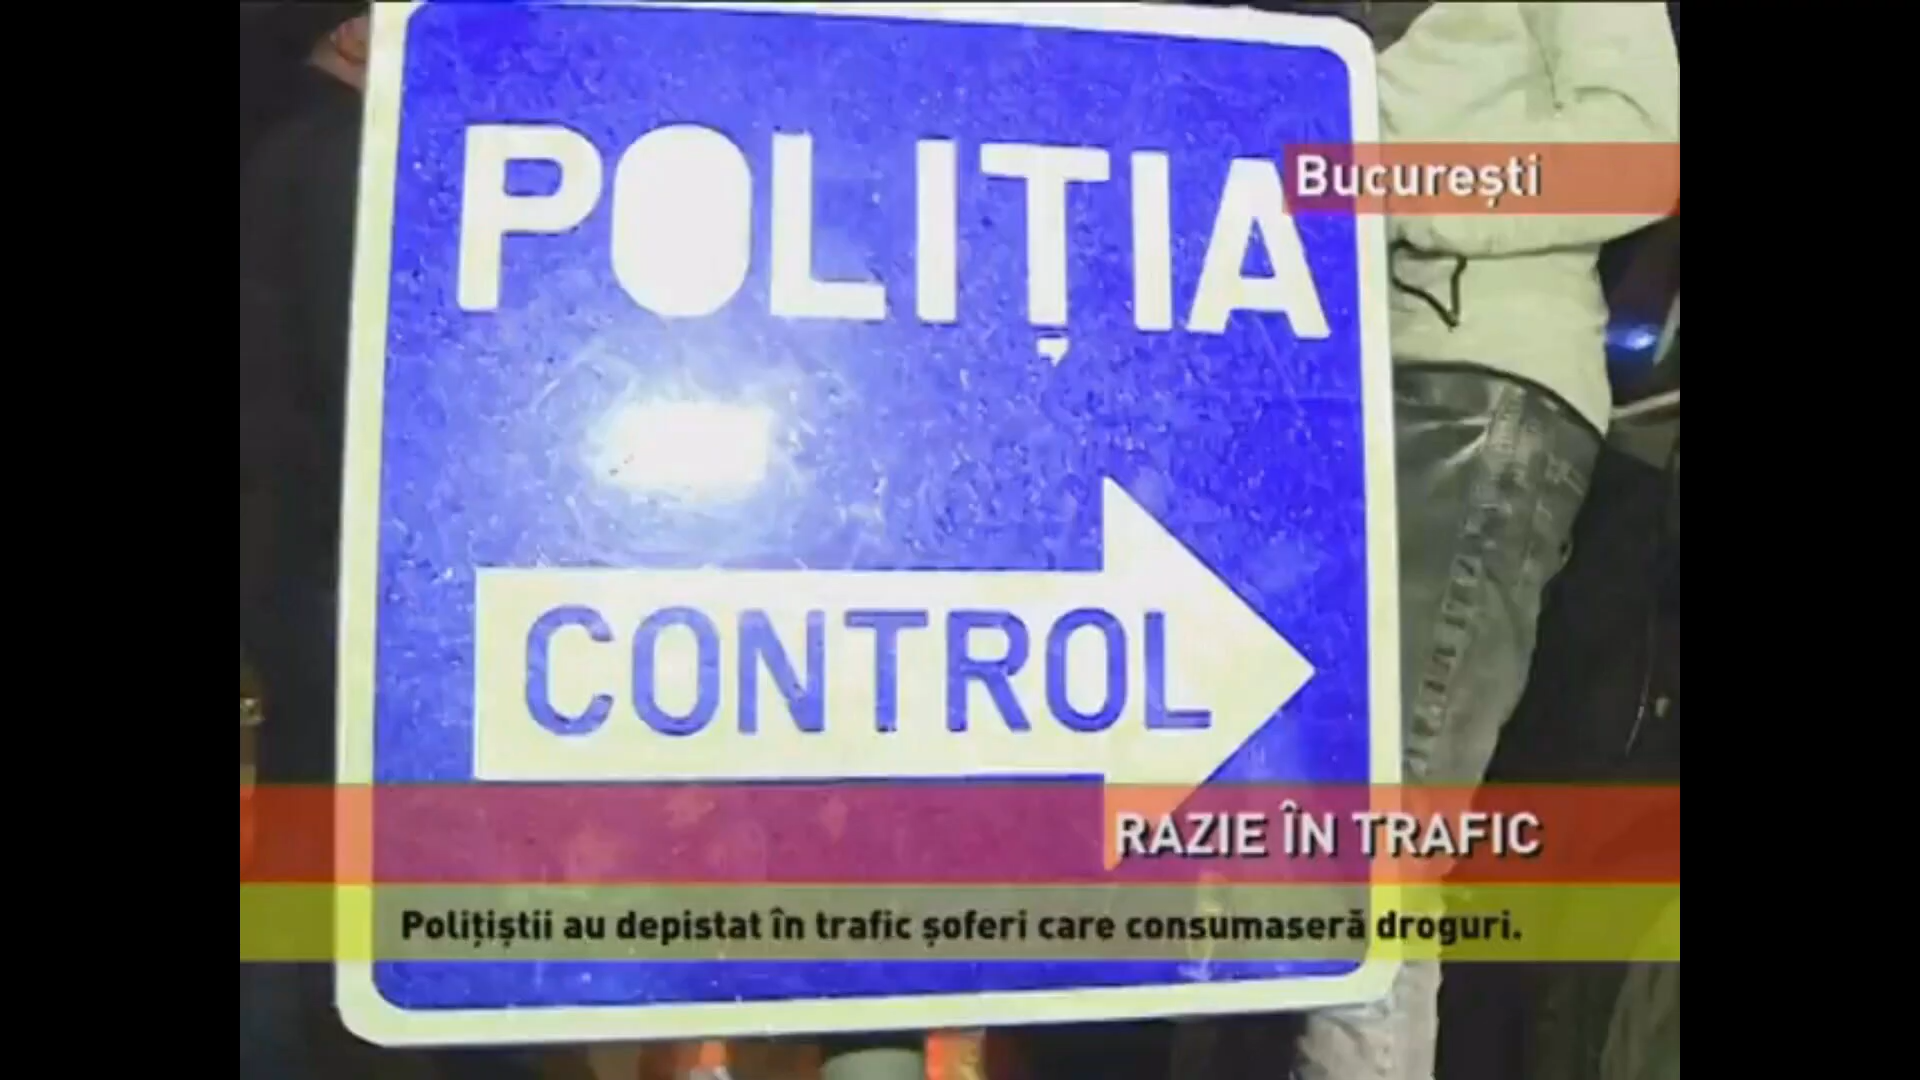 POLIȚIA
București
CONTROL
RAZIE ÎN TRAFIC
Polițiștii au depistat în trafic șoferi care consumaseră droguri.